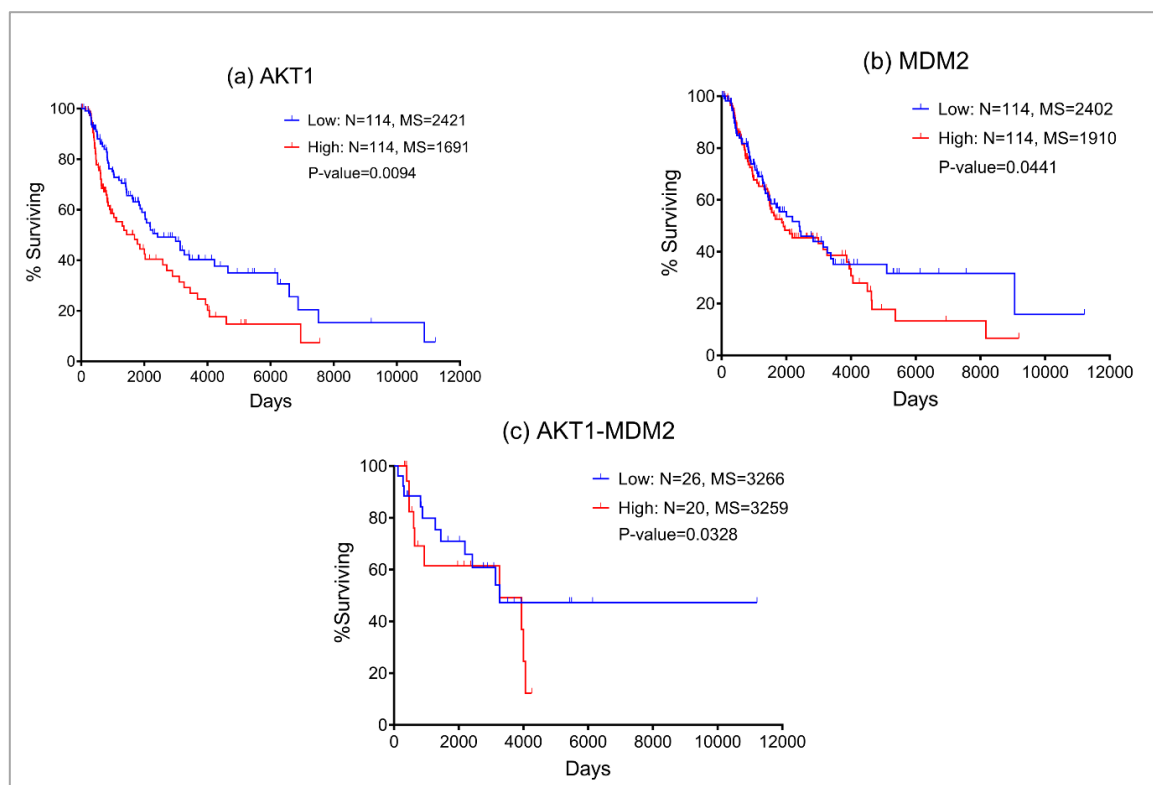 (a) AKT1
Low: N=114, MS=2421
High: N=114, MS=1691
P-value=0.0094
% Surviving
100
80
60
40
20
0
0 2000 4000 6000 8000 10000 12000
Days
(b) MDM2
Low: N=114, MS=2402
High: N=114, MS=1910
P-value=0.0441
% Surviving
100
80
60
40
20
0
0 2000 4000 6000 8000 10000 12000
Days
(c) AKT1-MDM2
Low: N=26, MS=3266
High: N=20, MS=3259
P-value=0.0328
%Surviving
100
80
60
40
20
0
0 2000 4000 6000 8000 10000 12000
Days